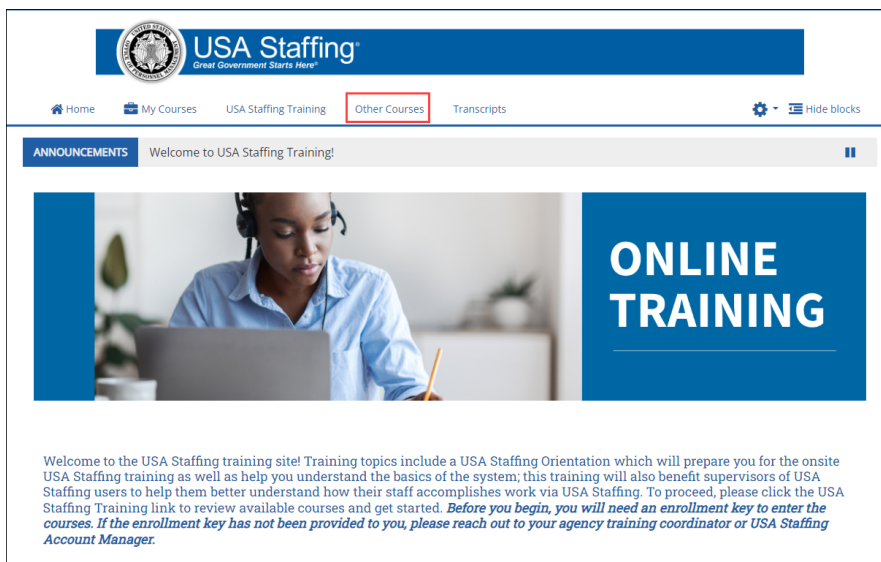 UNITED STATES
OF PERSONNEL MANAGEMENT
USA Staffing®
Great Government Starts Here®
Home My Courses USA Staffing Training Other Courses Transcripts Hide blocks
ANNOUNCEMENTS Welcome to USA Staffing Training!
ONLINE
TRAINING
Welcome to the USA Staffing training site! Training topics include a USA Staffing Orientation which will prepare you for the onsite
USA Staffing training as well as help you understand the basics of the system; this training will also benefit supervisors of USA
Staffing users to help them better understand how their staff accomplishes work via USA Staffing. To proceed, please click the USA
Staffing Training link to review available courses and get started. Before you begin, you will need an enrollment key to enter the
courses. If the enrollment key has not been provided to you, please reach out to your agency training coordinator or USA Staffing
Account Manager.